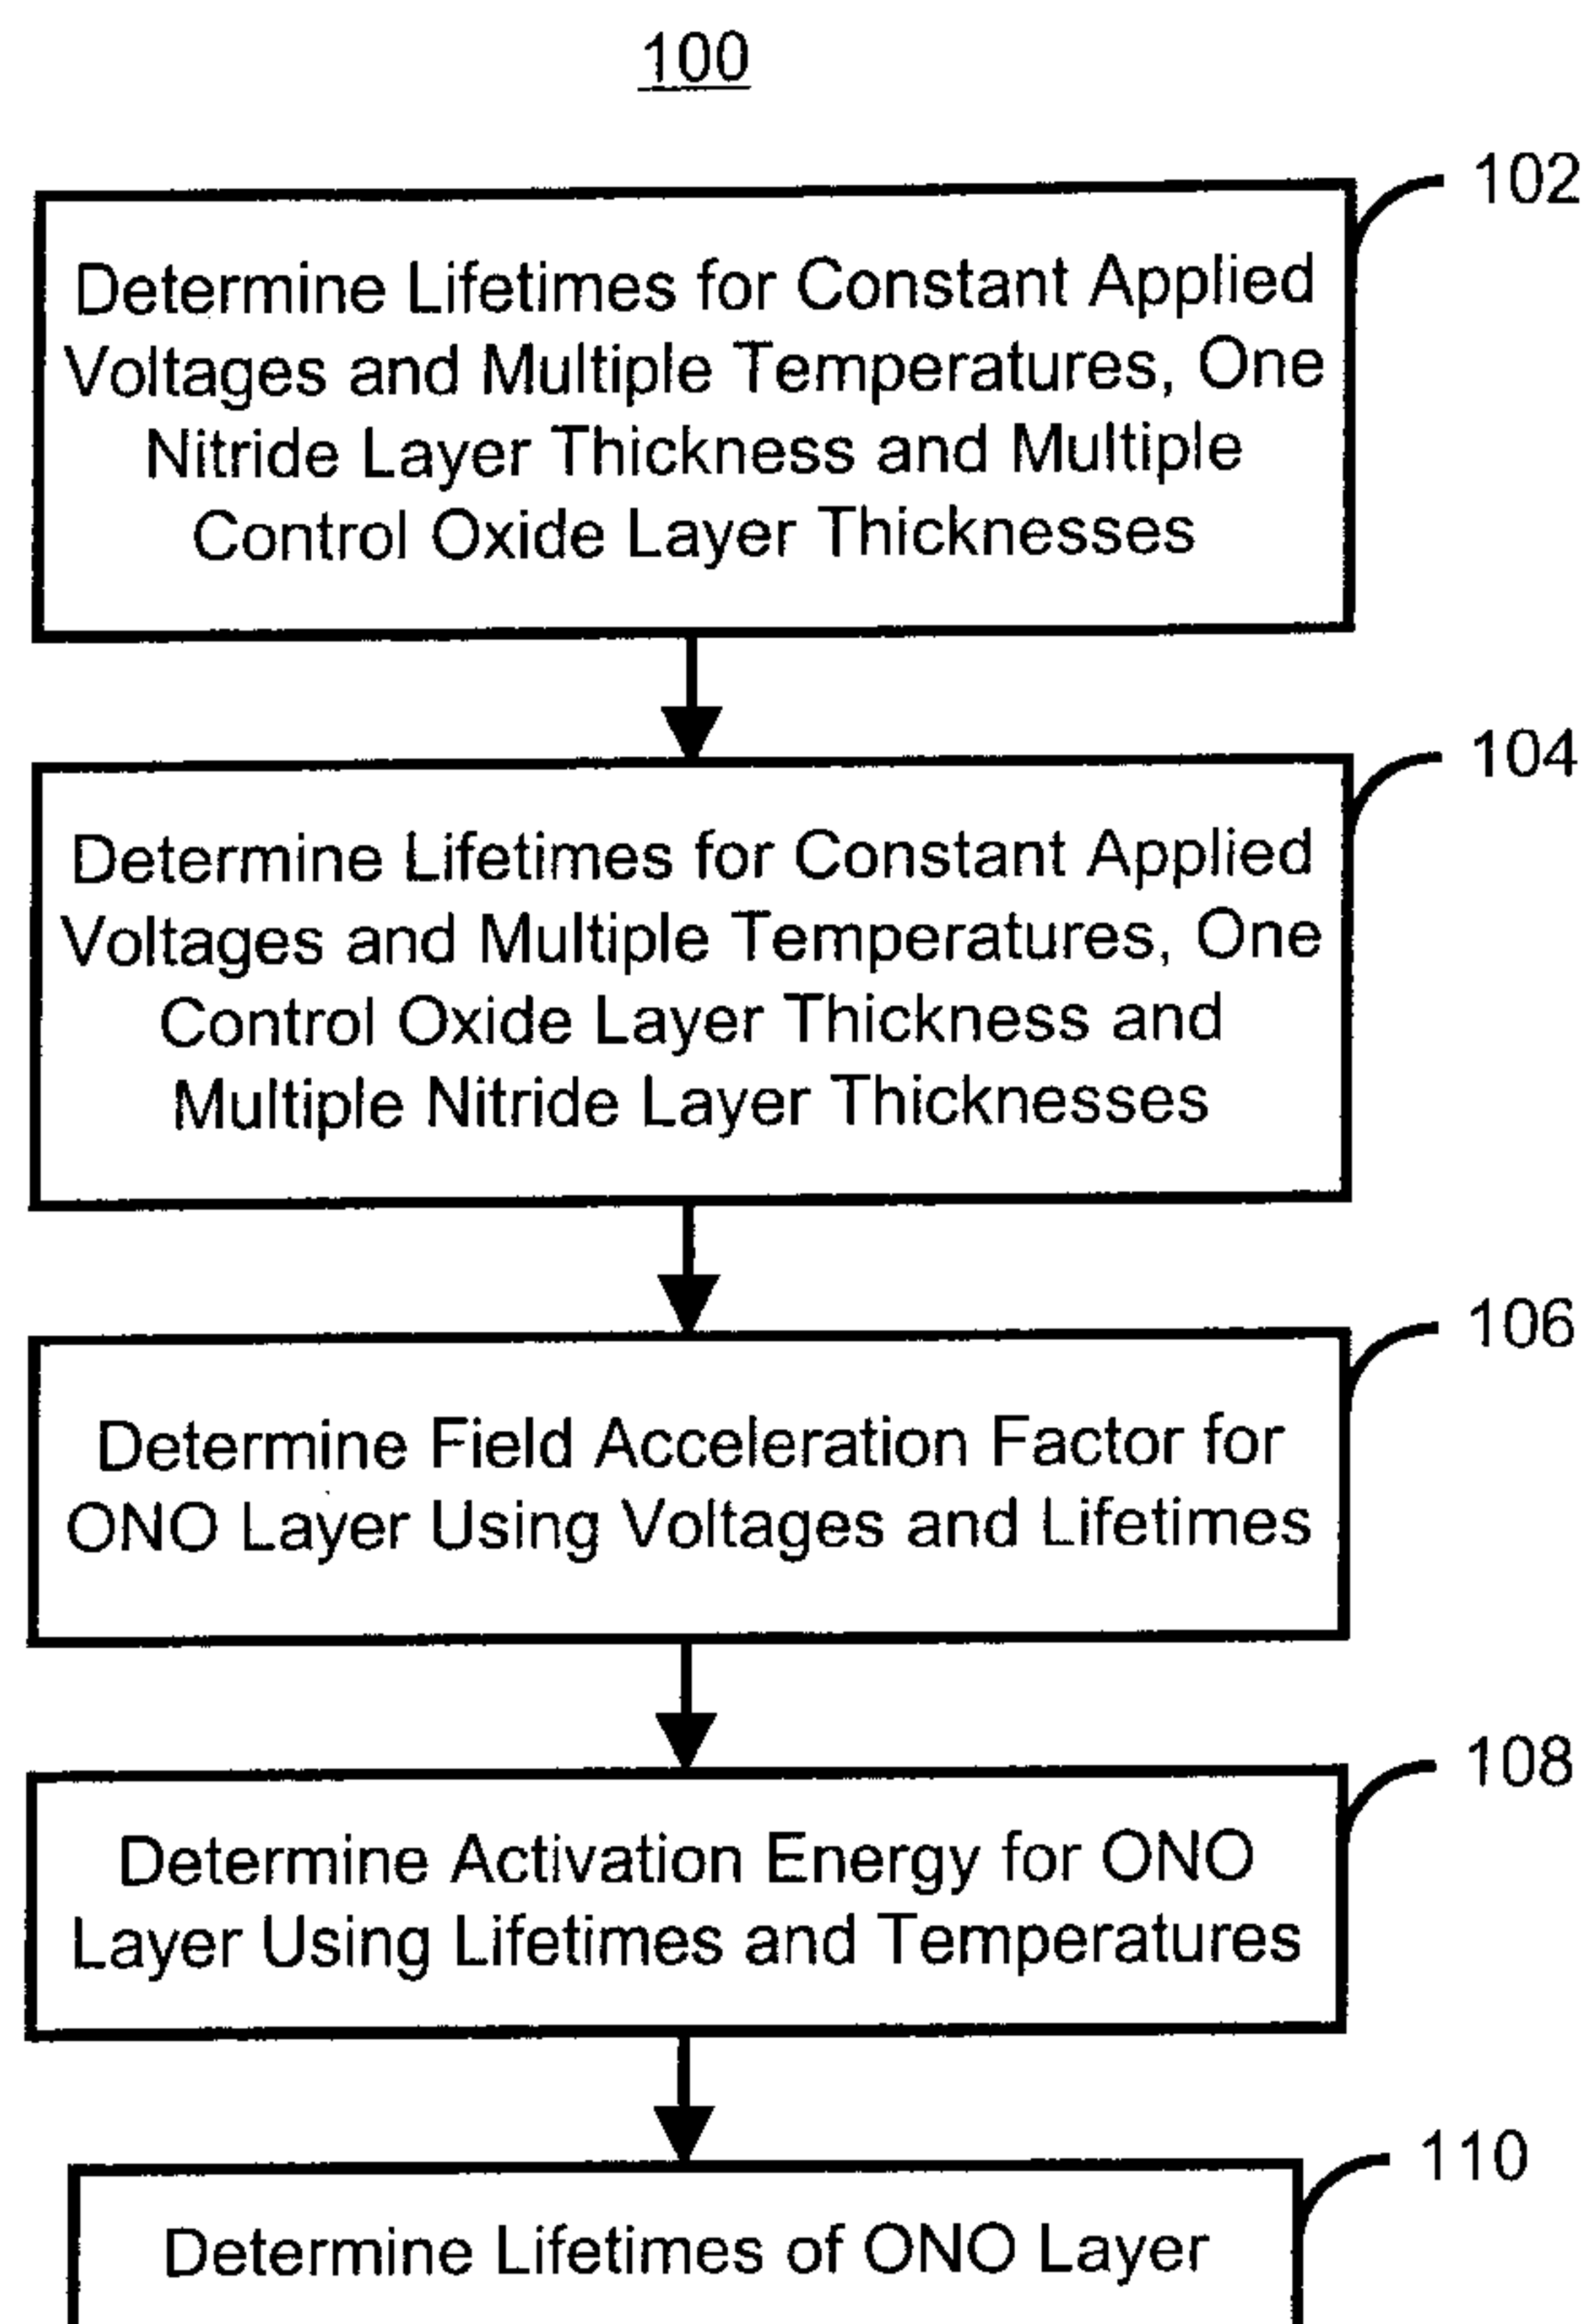 100
102
Determine Lifetimes for Constant Applied
Voltages and Multiple Temperatures, One
Nitride Layer Thickness and Multiple
Control Oxide Layer Thicknesses
104
Determine Lifetimes for Constant Applied
Voltages and Multiple Temperatures, One
Control Oxide Layer Thickness and
Multiple Nitride Layer Thicknesses
106
Determine Field Acceleration Factor for
ONO Layer Using Voltages and Lifetimes
108
Determine Activation Energy for ONO
Layer Using Lifetimes and Temperatures
110
Determine Lifetimes of ONO Layer